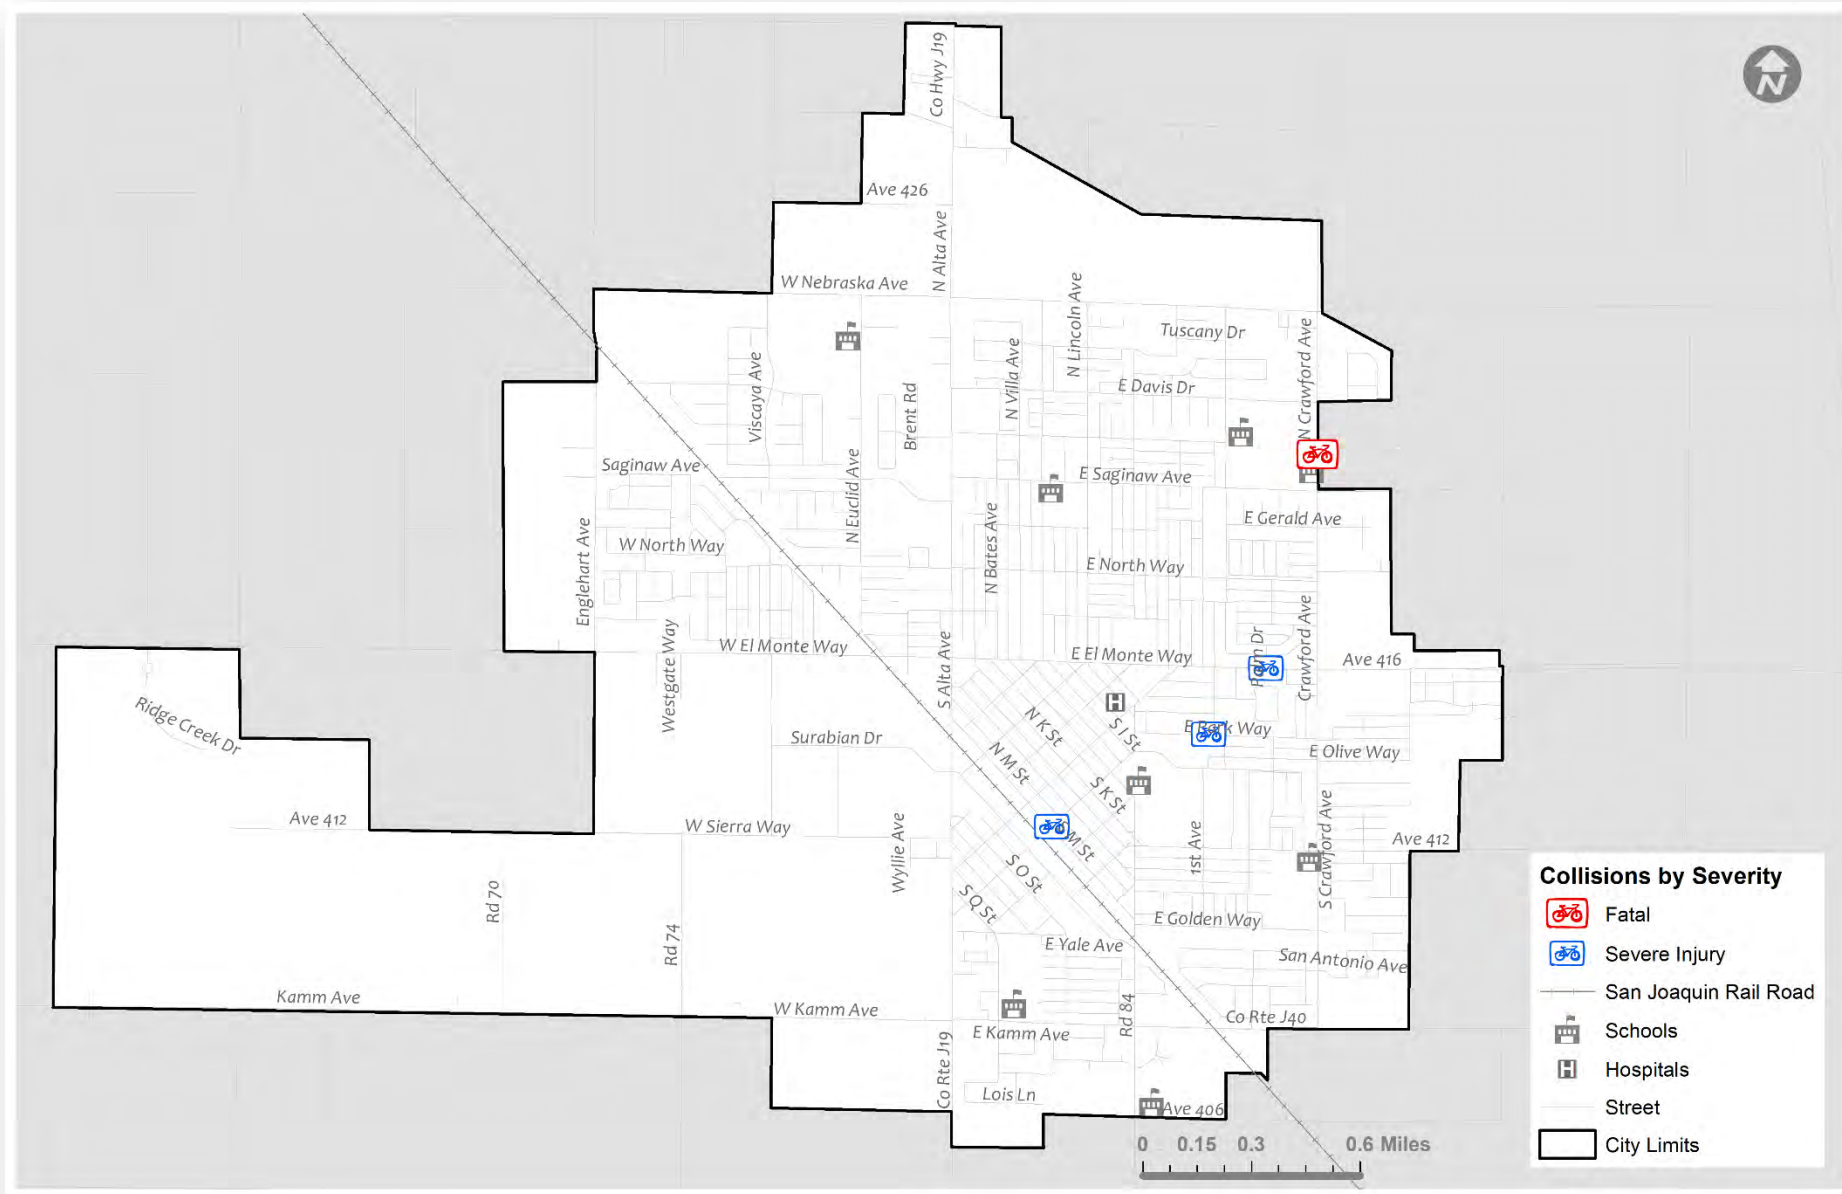 Co Hwy J19
N
Ave 426
N Alta Ave
W Nebraska Ave
N Lincoln Ave
Tuscany Dr
N Crawford Ave
Viscaya Ave
N Villa Ave
E Davis Dr
Brent Rd
Saginaw Ave
N Euclid Ave
E Saginaw Ave
E Gerald Ave
Englehart Ave
W North Way
N Bates Ave
E North Way
Westgate Way
W El Monte Way
S Alta Ave
E El Monte Way
Crawford Ave
Ave 416
H
Ridge Creek Dr
Surabian Dr
N K St
S I St
E Park Way
E Olive Way
N M St
S K St
Ave 412
W Sierra Way
Wyllie Ave
M St
1st Ave
S Crawford Ave
Ave 412
S O St
Rd 70
S Q St
E Golden Way
Rd 74
E Yale Ave
San Antonio Ave
Kamm Ave
W Kamm Ave
Rd 84
Co Rte J40
E Kamm Ave
Co Rte J19
Lois Ln
Ave 406
0 0.15 0.3 0.6 Miles
Collisions by Severity
Fatal
Severe Injury
San Joaquin Rail Road
Schools
H Hospitals
Street
City Limits